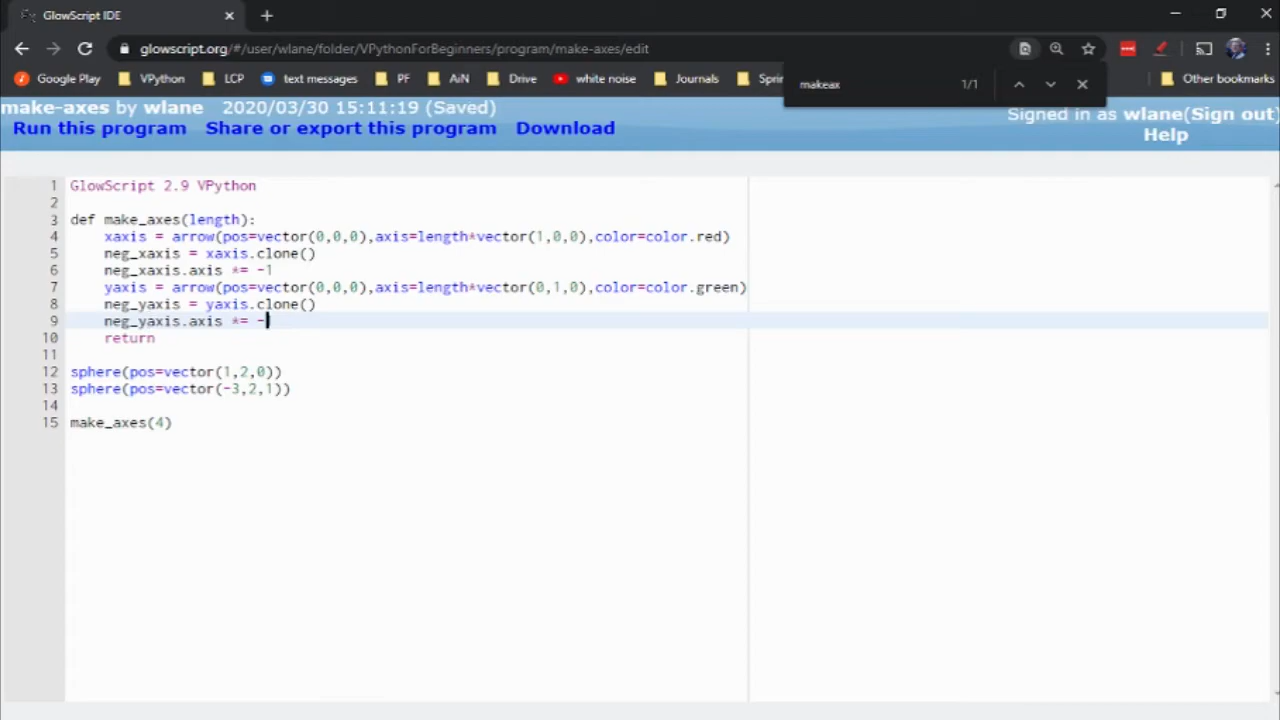 GlowScript IDE
glowscript.org/#/user/wlane/folder/VPythonForBeginners/program/make-axes/edit
Google Play VPython LCP text messages PF AiN Drive white noise Journals Other bookmarks
makeax 1/1
make-axes by wlane 2020/03/30 15:11:19 (Saved)
Signed in as wlane(Sign out)
Run this program Share or export this program Download
Help
1 GlowScript 2.9 VPython
2
3 def make_axes(length):
4 xaxis = arrow(pos=vector(0,0,0),axis=length*vector(1,0,0),color=color.red)
5 neg_xaxis = xaxis.clone()
6 neg_xaxis.axis *= -1
7 yaxis = arrow(pos=vector(0,0,0),axis=length*vector(0,1,0),color=color.green)
8 neg_yaxis = yaxis.clone()
9 neg_yaxis.axis *= -
10 return
11
12 sphere(pos=vector(1,2,0))
13 sphere(pos=vector(-3,2,1))
14
15 make_axes(4)